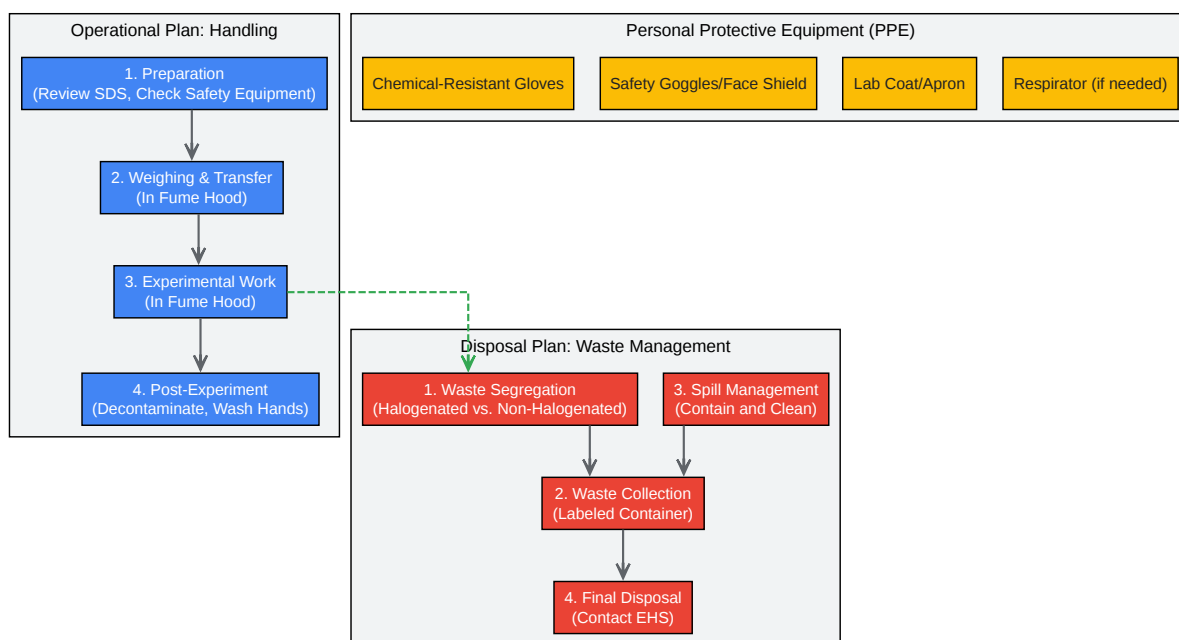 Operational Plan: Handling
1. Preparation
(Review SDS, Check Safety Equipment)
2. Weighing & Transfer
(In Fume Hood)
3. Experimental Work
(In Fume Hood)
4. Post-Experiment
(Decontaminate, Wash Hands)
Personal Protective Equipment (PPE)
Chemical-Resistant Gloves
Safety Goggles/Face Shield
Lab Coat/Apron
Respirator (if needed)
Disposal Plan: Waste Management
1. Waste Segregation
(Halogenated vs. Non-Halogenated)
3. Spill Management
(Contain and Clean)
2. Waste Collection
(Labeled Container)
4. Final Disposal
(Contact EHS)